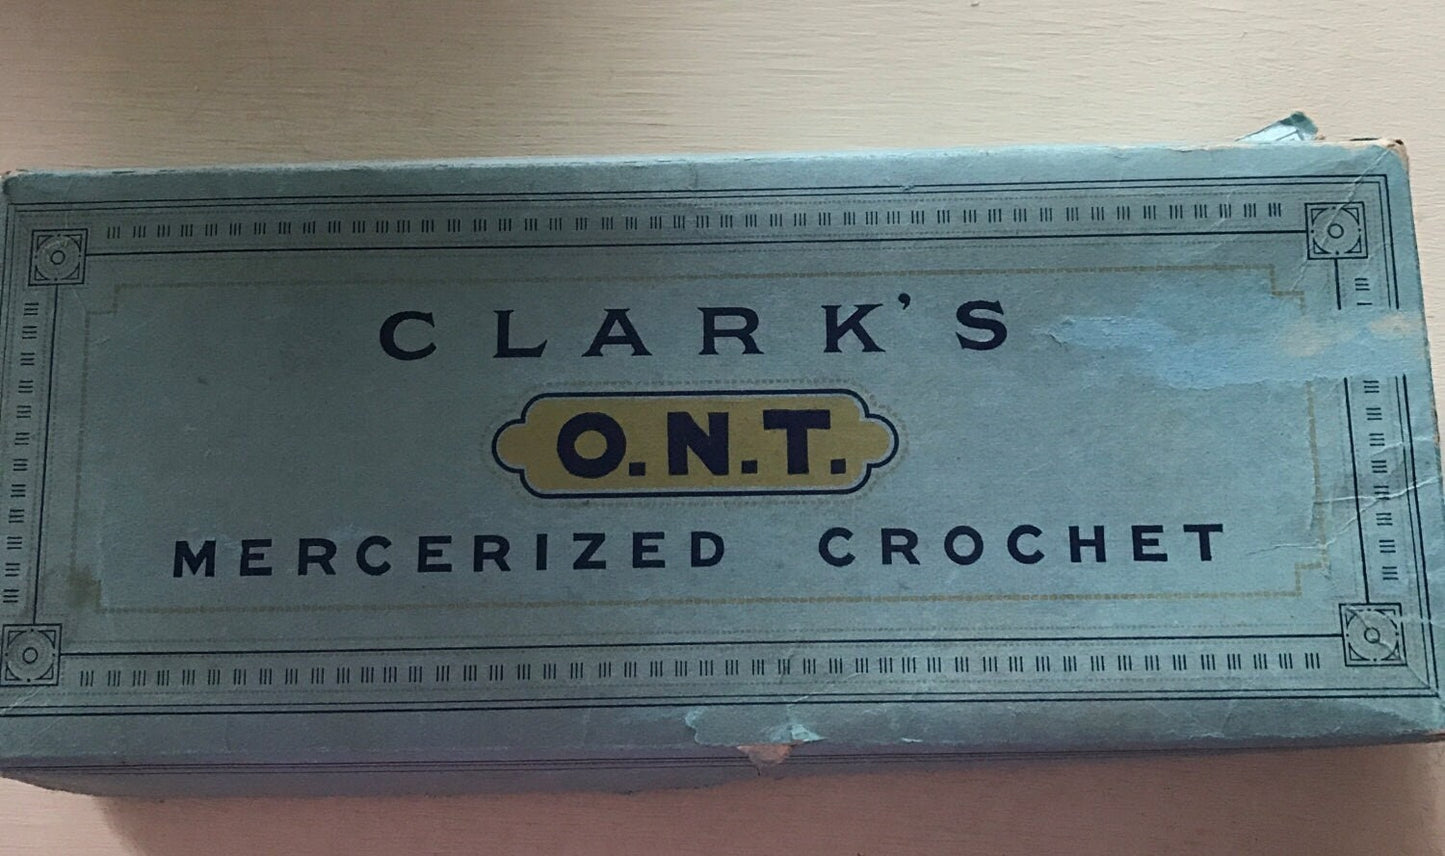 CLARK'S
O.N.T.
MERCERIZED CROCHET